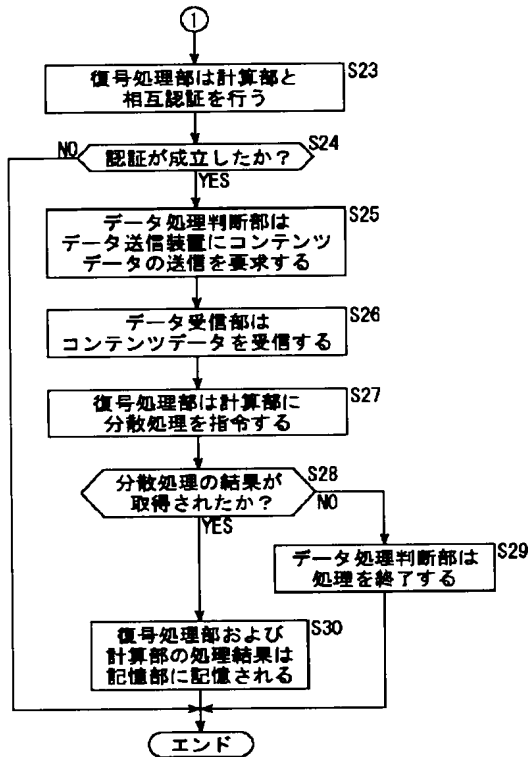 1
復号処理部は計算部と
相互認証を行う
S23
認証が成立したか？
S24
NO
YES
データ処理判断部は
データ送信装置にコンテンツ
データの送信を要求する
S25
データ受信部は
コンテンツデータを受信する
S26
復号処理部は計算部に
分散処理を指令する
S27
分散処理の結果が
取得されたか？
S28
YES
NO
データ処理判断部は
処理を終了する
S29
復号処理部および
計算部の処理結果は
記憶部に記憶される
S30
エンド